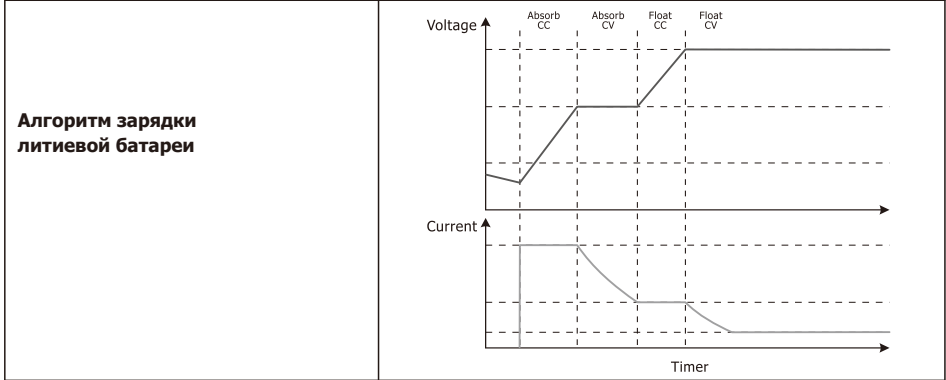 Алгоритм зарядки
литиевой батареи
Voltage
Absorb
CC
Absorb
CV
Float
CC
Float
CV
Current
Timer